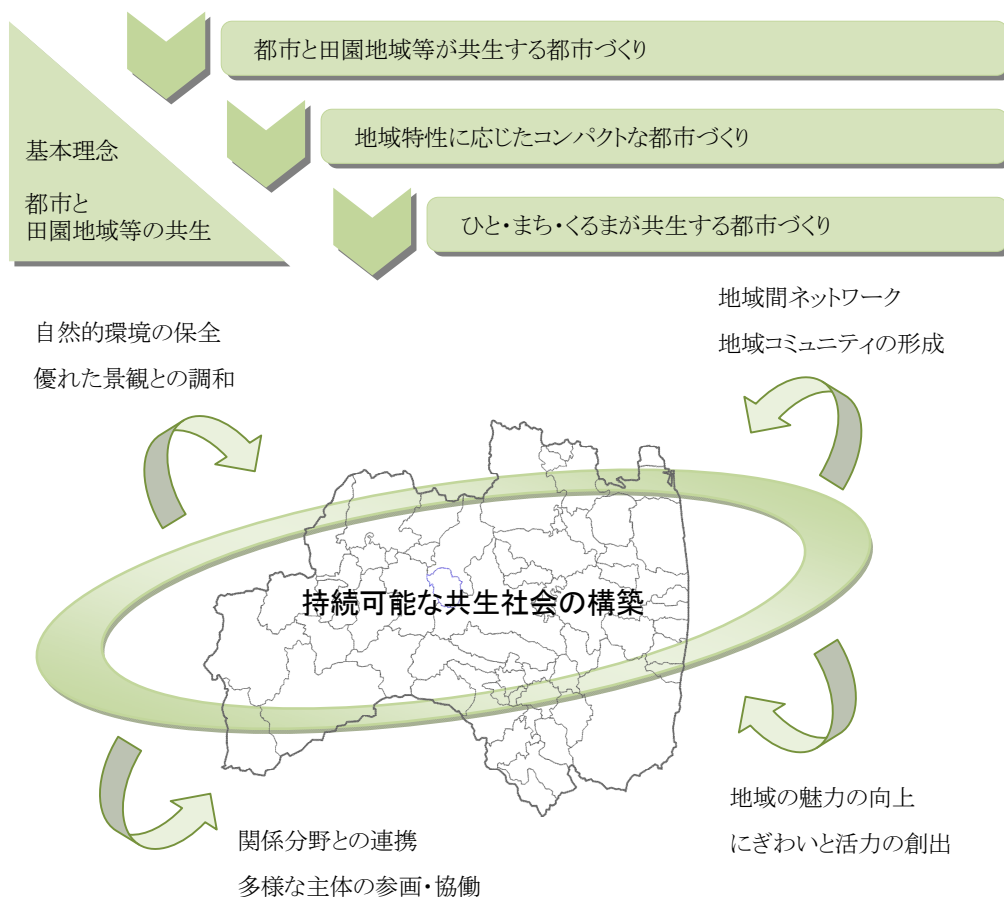 都市と田園地域等が共生する都市づくり
地域特性に応じたコンパクトな都市づくり
ひと・まち・くるまが共生する都市づくり
基本理念
都市と
田園地域等の共生
自然的環境の保全
優れた景観との調和
地域間ネットワーク
地域コミュニティの形成
持続可能な共生社会の構築
関係分野との連携
多様な主体の参画・協働
地域の魅力の向上
にぎわいと活力の創出